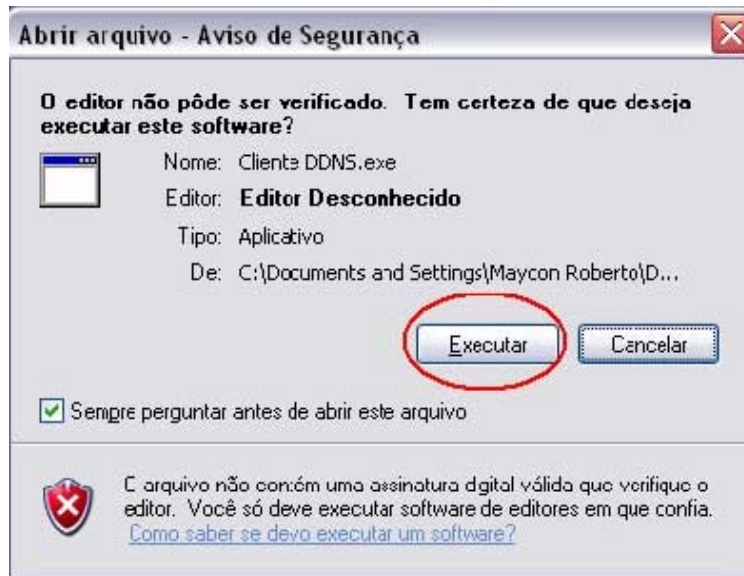 Abrir arquivo - Aviso de Segurança
O editor não pôde ser verificado. Tem certeza de que deseja
executar este software?
Nome: Cliente DDNS.exe
Editor: Editor Desconhecido
Tipo: Aplicativo
De: C:\Documents and Settings\Maycon Roberto\D...
Executar Cancelar
Sempre perguntar antes de abrir este arquivo
O arquivo não contém uma assinatura digital válida que verifique o
editor. Você só deve executar software de editores em que confia.
Como saber se devo executar um software?